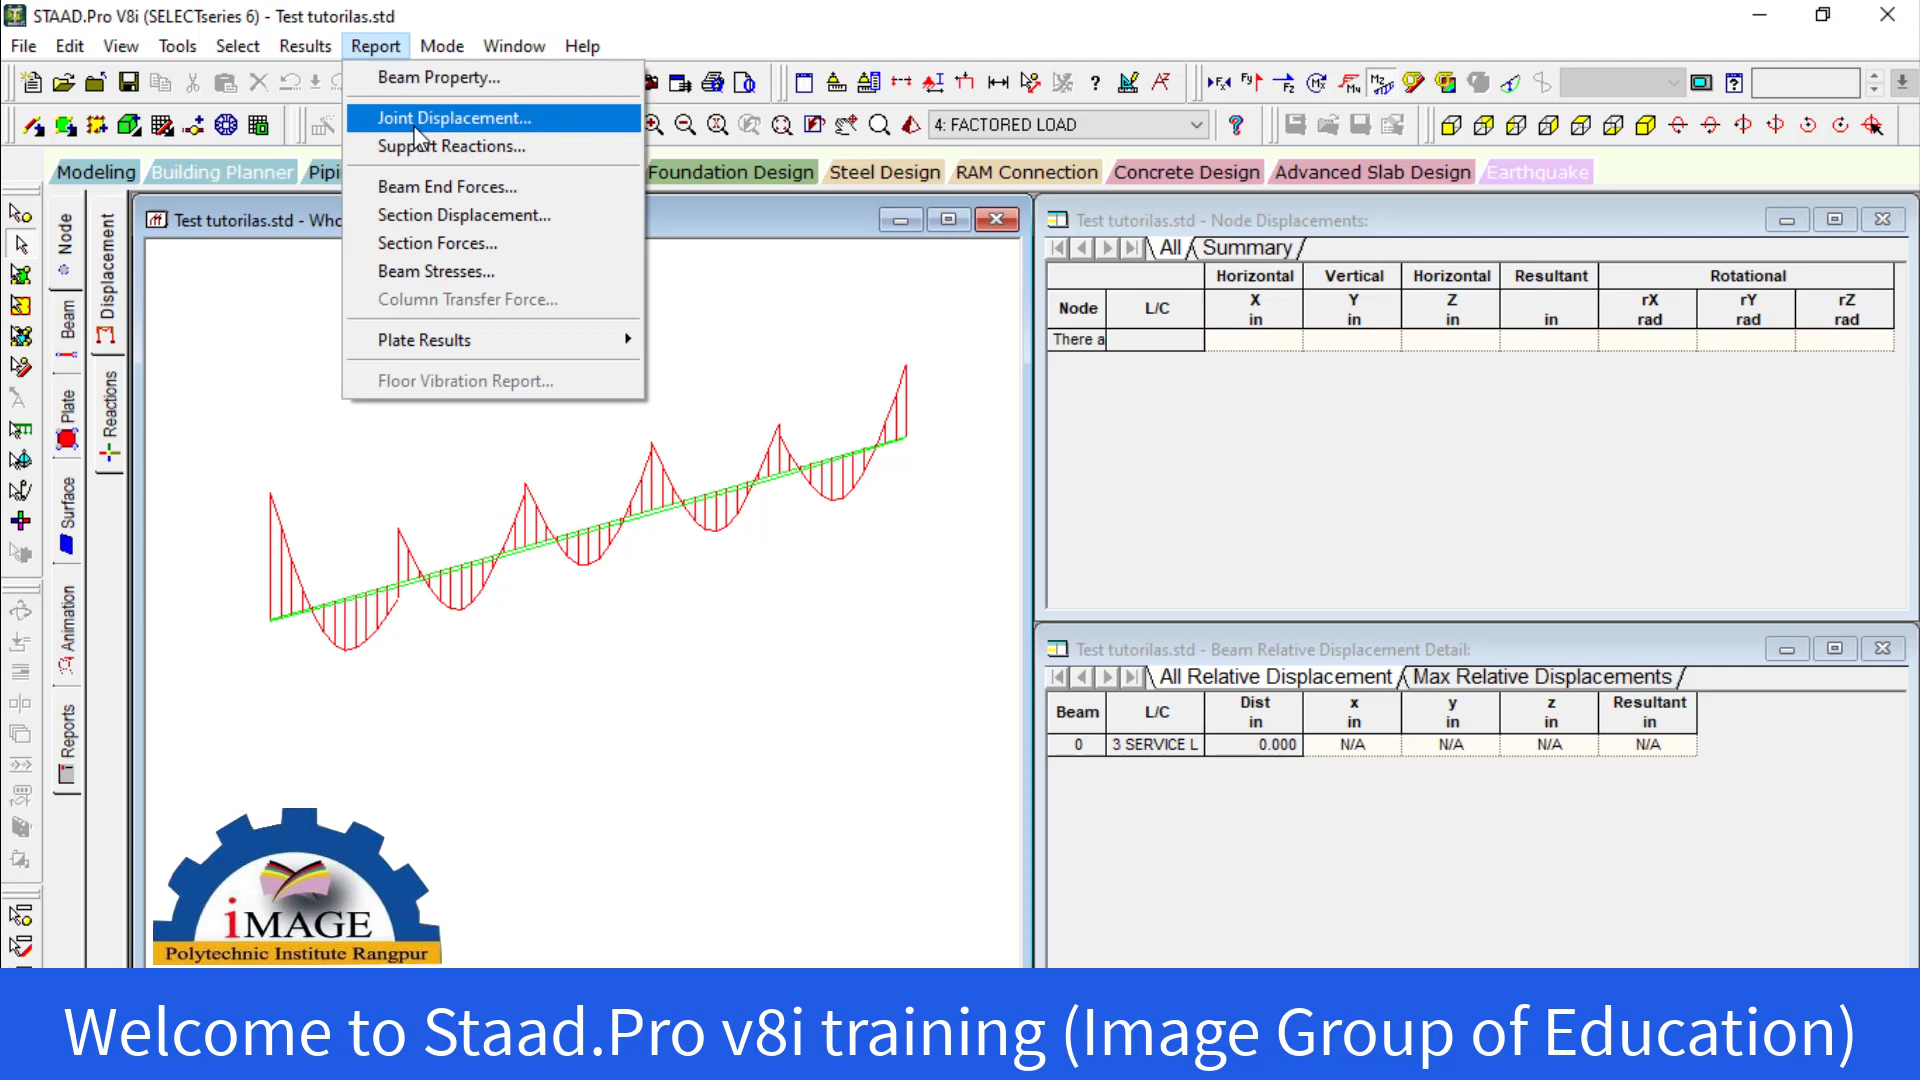 STAAD.Pro V8i (SELECTseries 6) - Test tutorilas.std
File Edit View Tools Select Results Report Mode Window Help
Beam Property...
Joint Displacement...
Support Reactions...
Beam End Forces...
Section Displacement...
Section Forces...
Beam Stresses...
Column Transfer Force...
Plate Results
Floor Vibration Report...
4: FACTORED LOAD
Modeling Building Planner Pipi Foundation Design Steel Design RAM Connection Concrete Design Advanced Slab Design Earthquake
Node
Beam
Plate
Surface
Animation
Reports
Displacement
Reactions
Test tutorilas.std - Who
Test tutorilas.std - Node Displacements:
All Summary
Horizontal Vertical Horizontal Resultant Rotational
Node L/C X Y Z rX rY rZ
in in in in rad rad rad
There a
Test tutorilas.std - Beam Relative Displacement Detail:
All Relative Displacement Max Relative Displacements
Beam L/C Dist x y z Resultant
in in in in in
0 3 SERVICE L 0.000 N/A N/A N/A N/A
iMAGE
Polytechnic Institute Rangpur
Welcome to Staad.Pro v8i training (Image Group of Education)